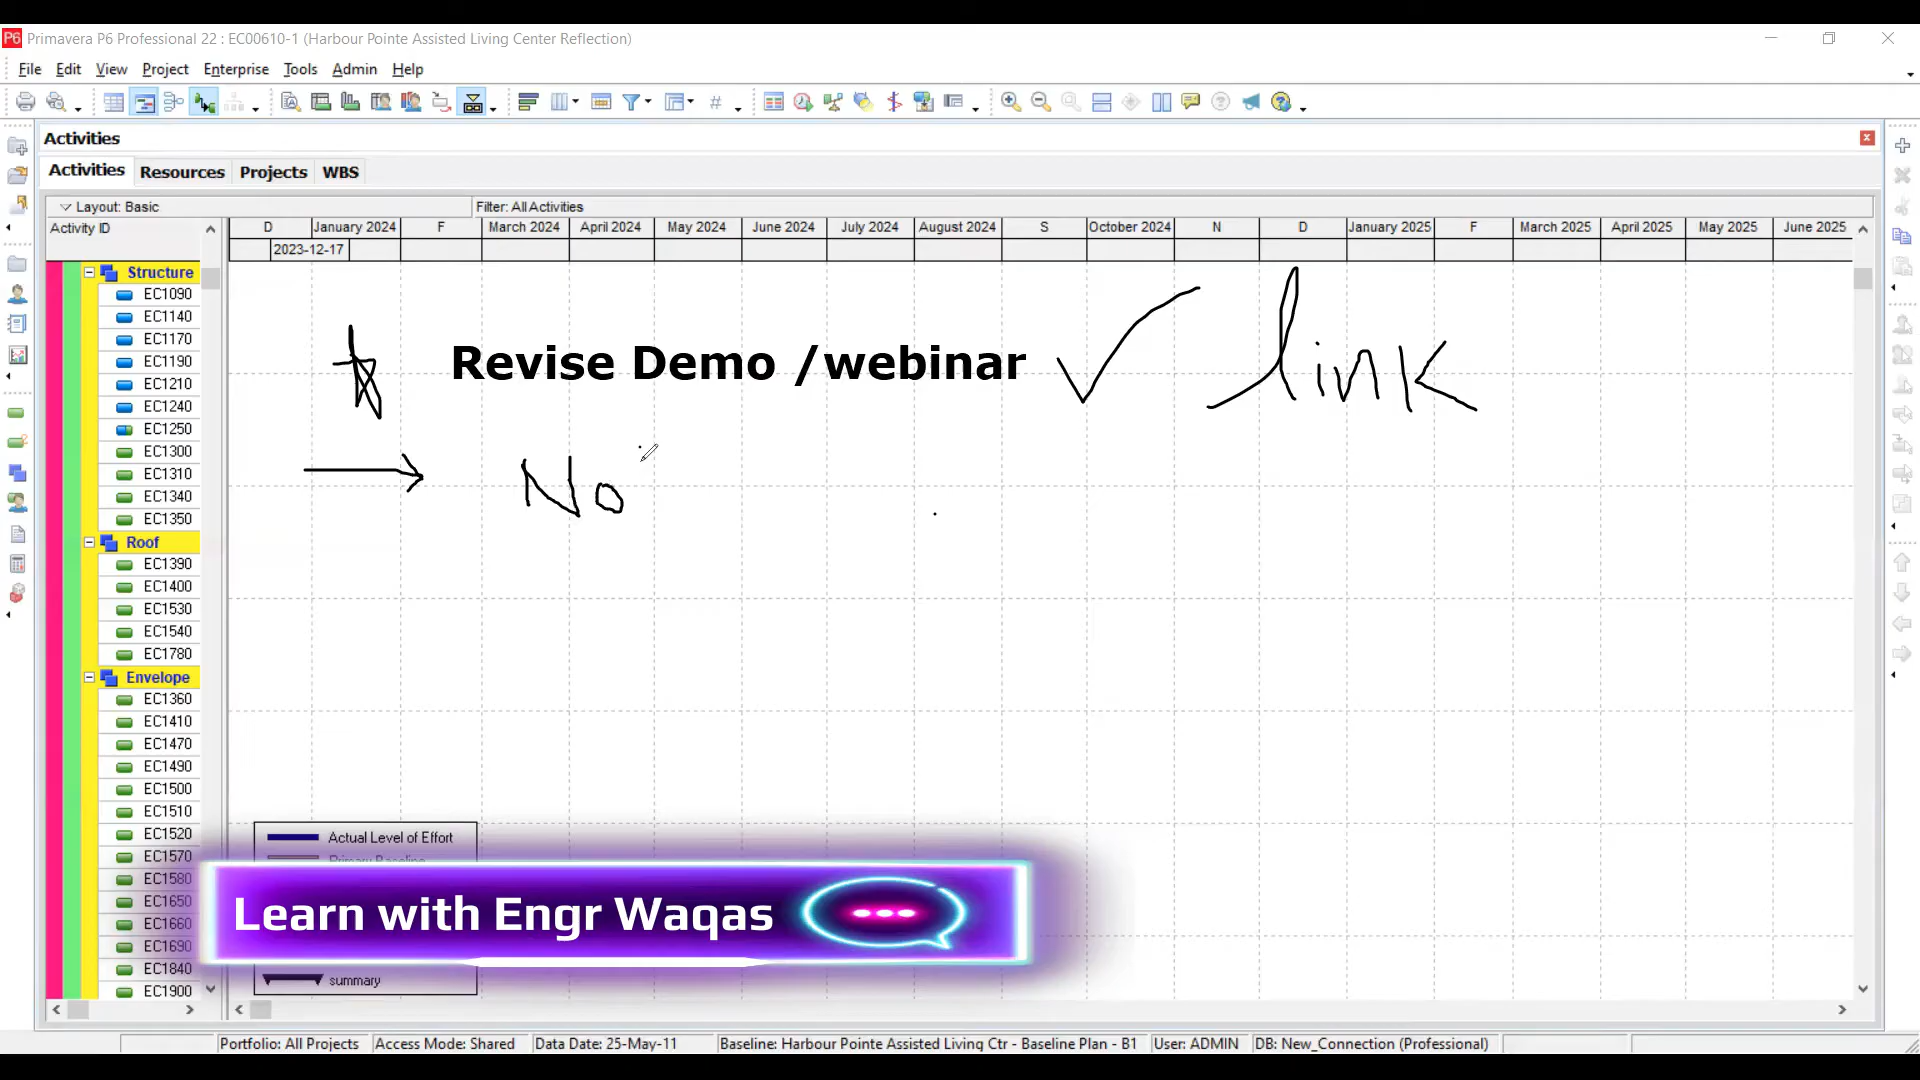 P6 Primavera P6 Professional 22 : EC00610-1 (Harbour Pointe Assisted Living Center Reflection)
File Edit View Project Enterprise Tools Admin Help
Activities
Activities Resources Projects WBS
Layout: Basic Filter: All Activities
Activity ID D January 2024 F March 2024 April 2024 May 2024 June 2024 July 2024 August 2024 S October 2024 N D January 2025 F March 2025 April 2025 May 2025 June 2025
2023-12-17
Structure
EC1090
EC1140
EC1170
EC1190
EC1210
EC1240
EC1250
EC1300
EC1310
EC1340
EC1350
Roof
EC1390
EC1400
EC1530
EC1540
EC1780
Envelope
EC1360
EC1410
EC1470
EC1490
EC1500
EC1510
EC1520
EC1570
EC1580
EC1650
EC1660
EC1690
EC1840
EC1900
Revise Demo /webinar link
No
Actual Level of Effort
Primary Baseline
Learn with Engr Waqas
summary
Portfolio: All Projects Access Mode: Shared Data Date: 25-May-11 Baseline: Harbour Pointe Assisted Living Ctr - Baseline Plan - B1 User: ADMIN DB: New_Connection (Professional)